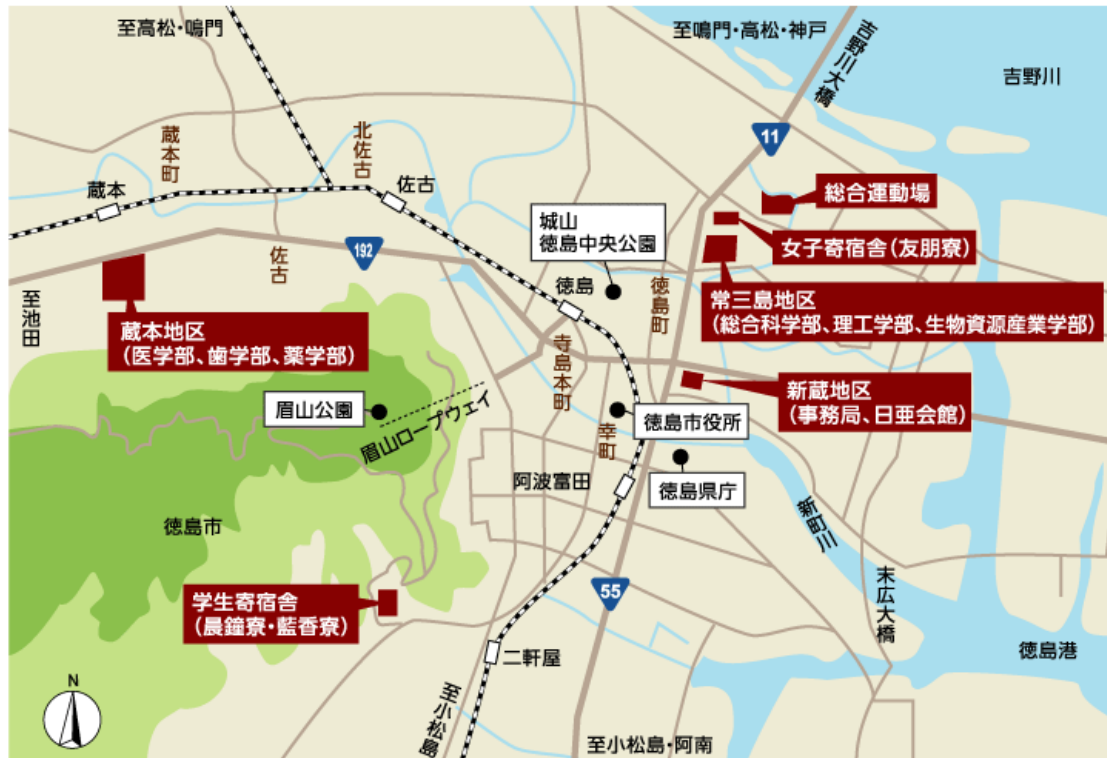 至高松・鳴門
至鳴門・高松・神戸
吉野川大橋
吉野川
11
蔵本町
北佐古
蔵本
佐古
総合運動場
城山
徳島中央公園
女子寄宿舎(友朋寮)
佐古
192
徳島
徳島町
至池田
蔵本地区
(医学部、歯学部、薬学部)
常三島地区
(総合科学部、理工学部、生物資源産業学部)
寺島本町
新蔵地区
(事務局、日亜会館)
眉山公園
眉山ロープウェイ
徳島市役所
幸町
阿波富田
徳島県庁
徳島市
新町川
末広大橋
学生寄宿舎
(晨鐘寮・藍香寮)
55
二軒屋
徳島港
N
至小松島
至小松島・阿南